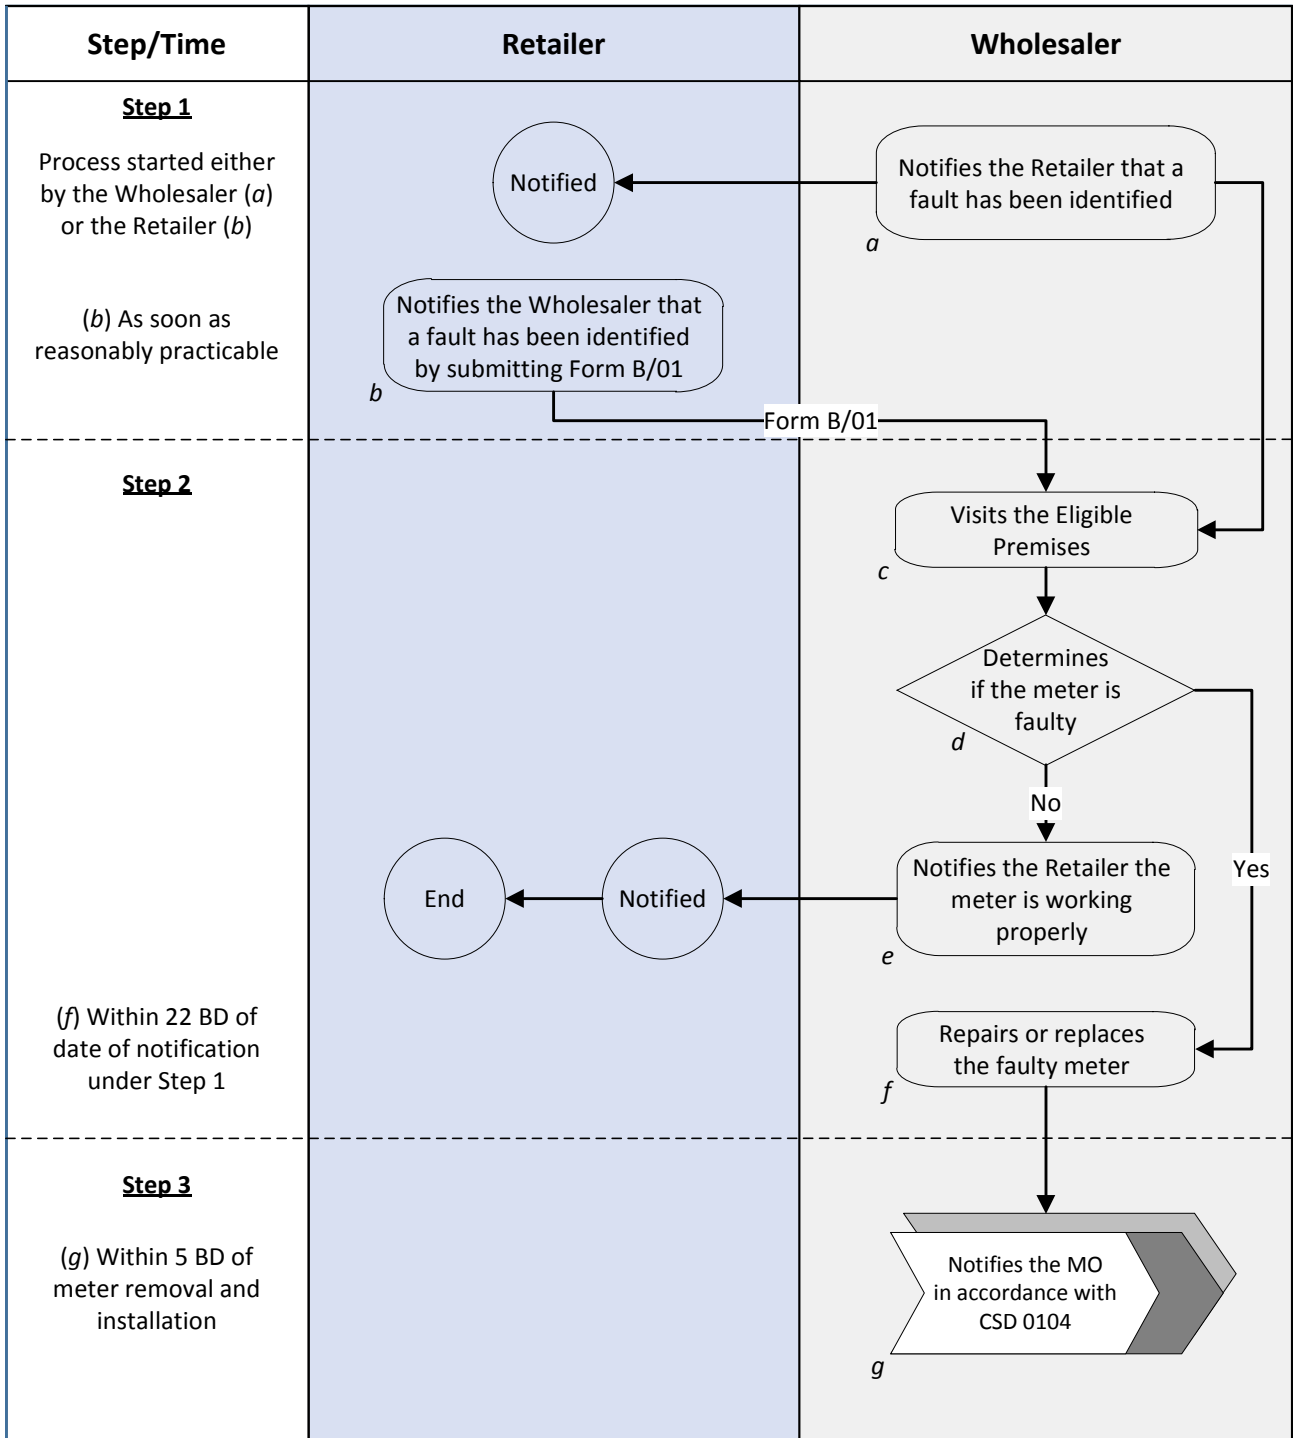 Step/Time
Retailer
Wholesaler
Step 1
Process started either
by the Wholesaler (a)
or the Retailer (b)
Notified
Notifies the Retailer that a
fault has been identified
a
(b) As soon as
reasonably practicable
Notifies the Wholesaler that
a fault has been identified
by submitting Form B/01
b
Form B/01
Step 2
Visits the Eligible
Premises
c
Determines
if the meter is
faulty
d
No
Yes
End
Notified
Notifies the Retailer the
meter is working
properly
e
(f) Within 22 BD of
date of notification
under Step 1
Repairs or replaces
the faulty meter
f
Step 3
(g) Within 5 BD of
meter removal and
installation
Notifies the MO
in accordance with
CSD 0104
g